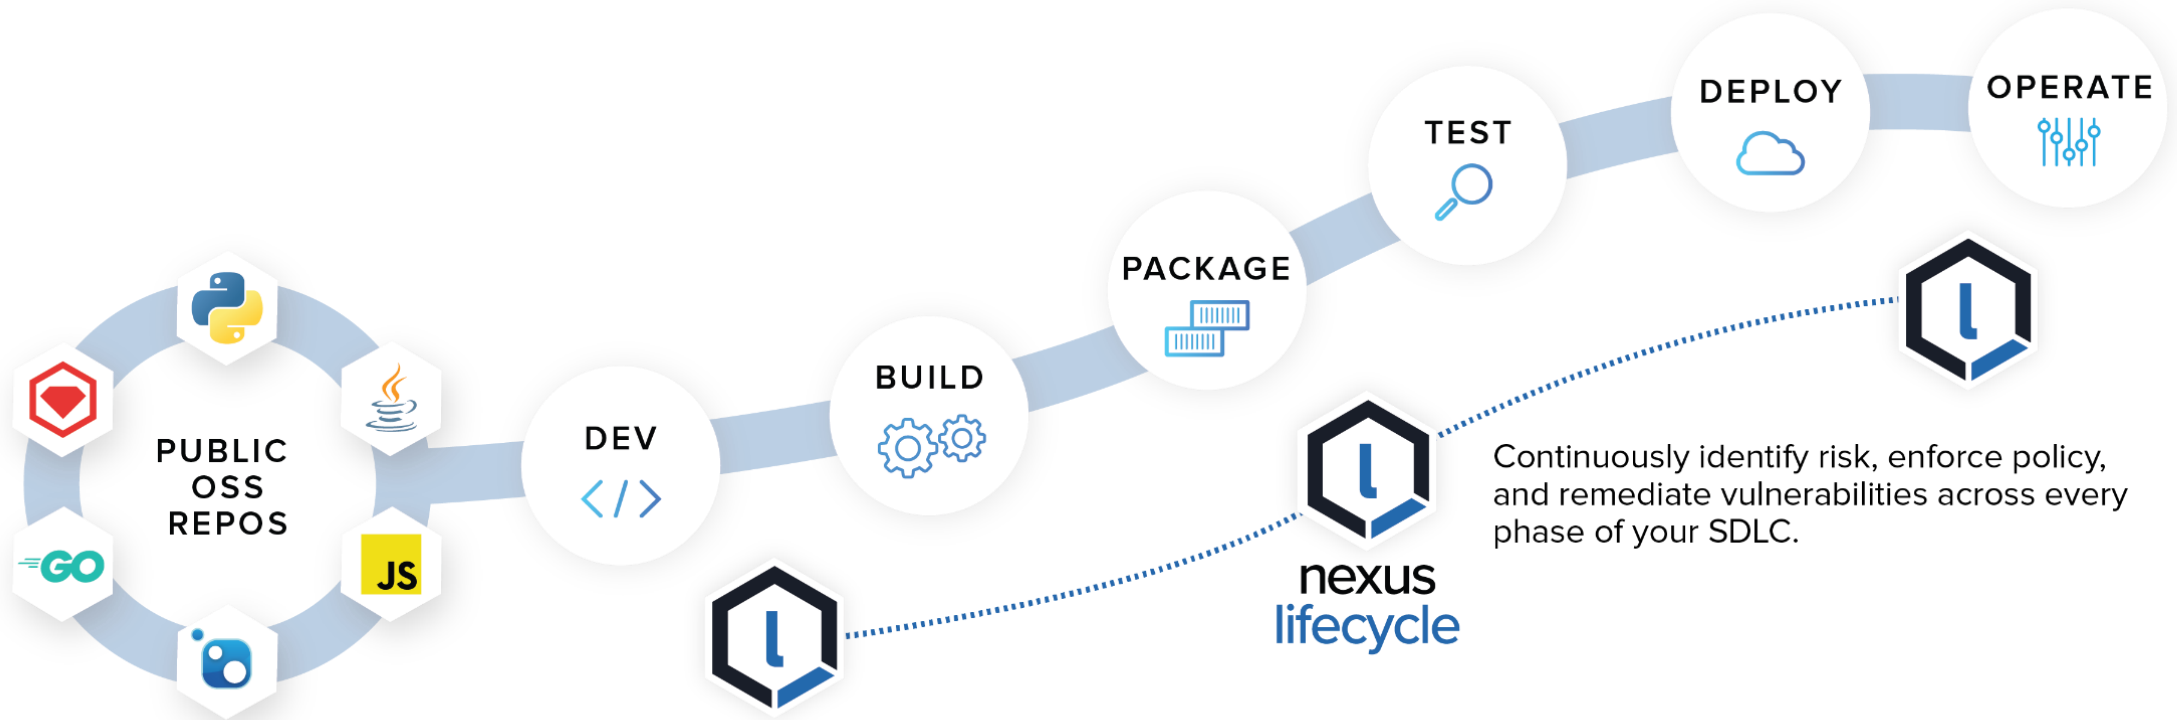 PUBLIC
OSS
REPOS
GO
JS
DEV
</>
BUILD
PACKAGE
TEST
DEPLOY
OPERATE
nexus
lifecycle
Continuously identify risk, enforce policy,
and remediate vulnerabilities across every
phase of your SDLC.